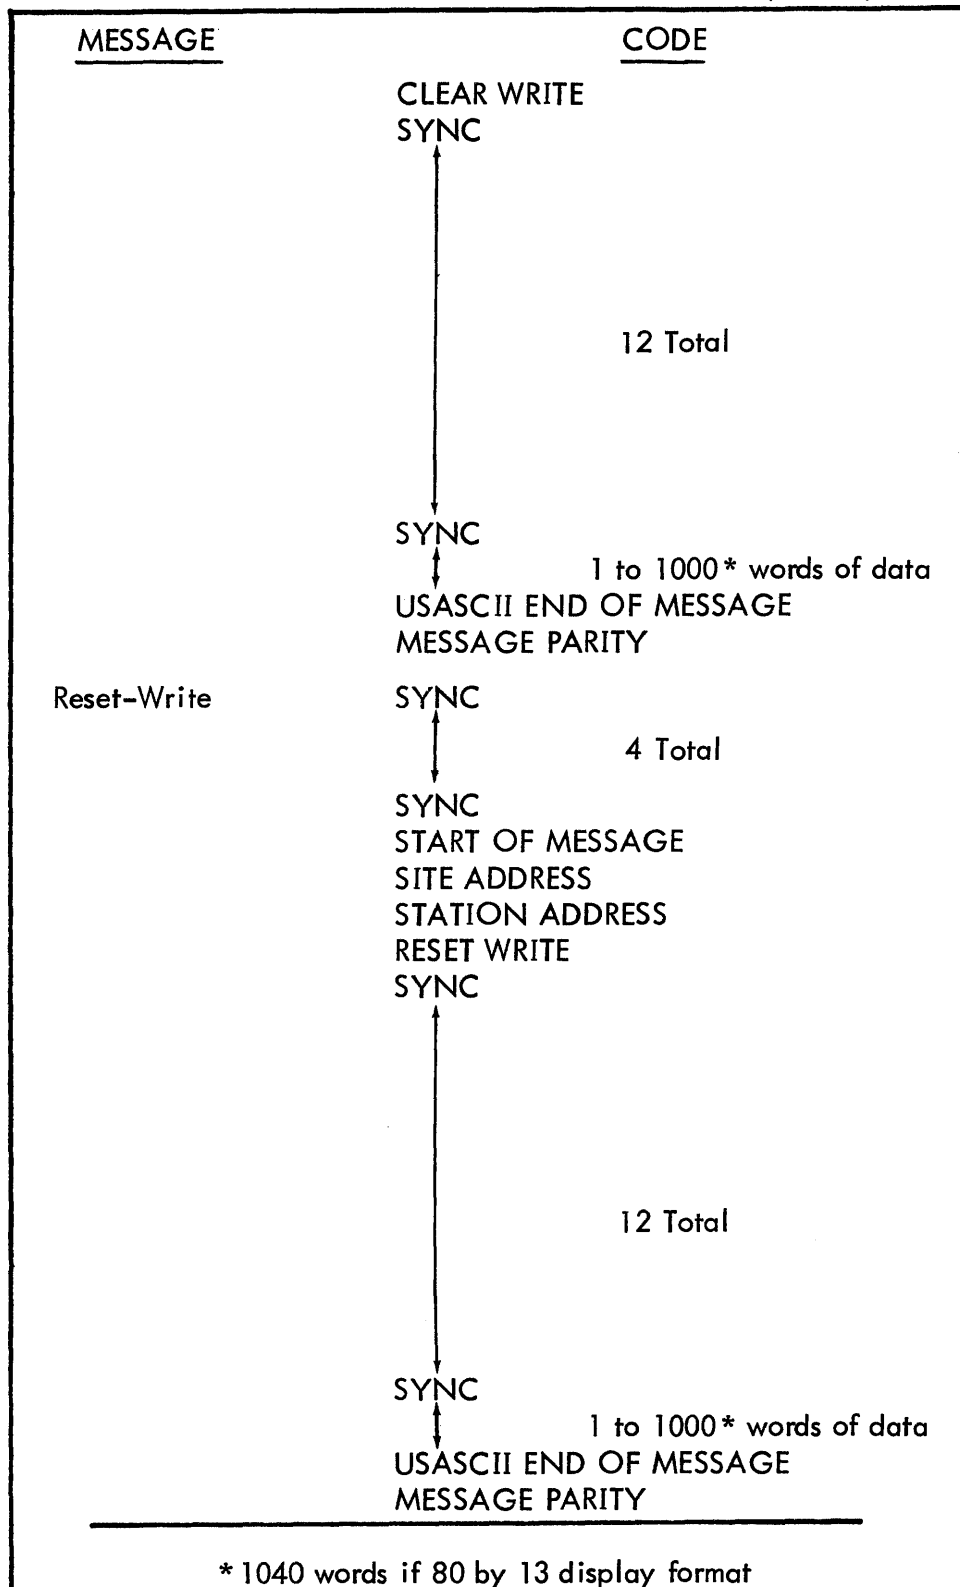 MESSAGE CODE
CLEAR WRITE
SYNC
12 Total
SYNC
1 to 1000* words of data
USASCII END OF MESSAGE
MESSAGE PARITY
Reset-Write SYNC
4 Total
SYNC
START OF MESSAGE
SITE ADDRESS
STATION ADDRESS
RESET WRITE
SYNC
12 Total
SYNC
1 to 1000* words of data
USASCII END OF MESSAGE
MESSAGE PARITY
* 1040 words if 80 by 13 display format